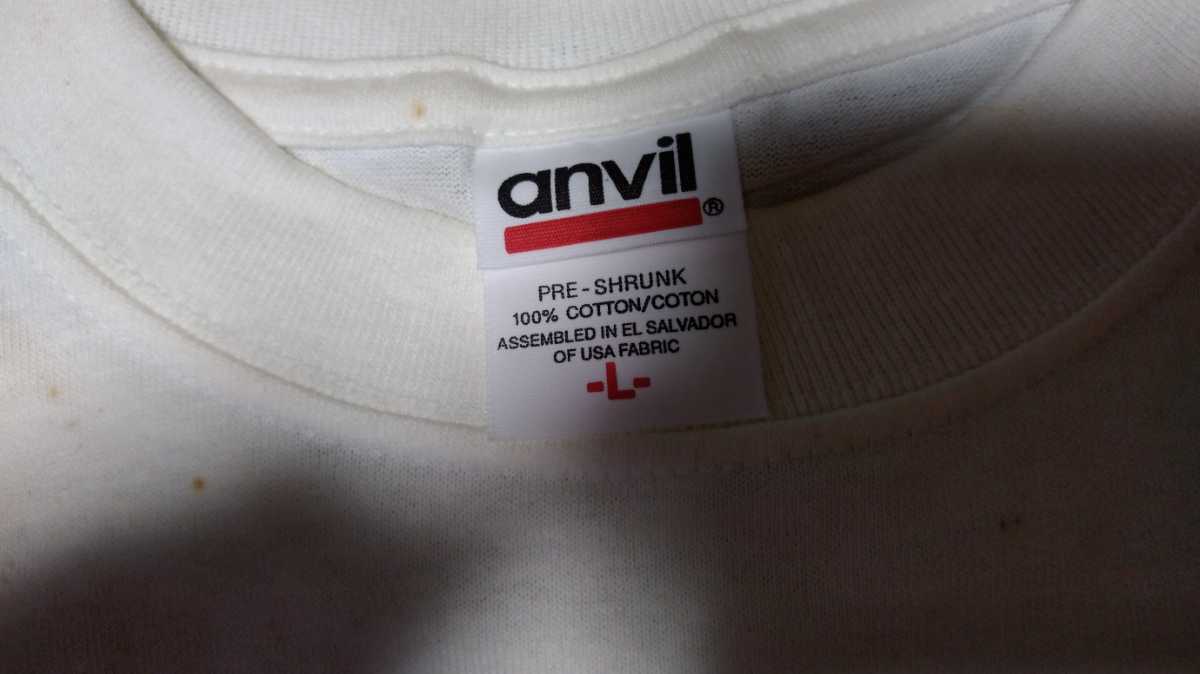 anvil®
PRE-SHRUNK
100% COTTON/COTON
ASSEMBLED IN EL SALVADOR
OF USA FABRIC
-L-